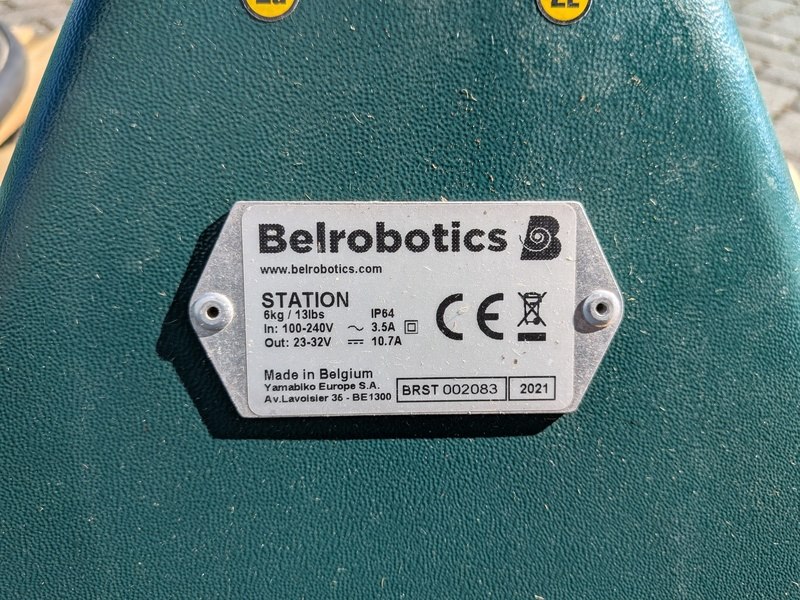 Belrobotics
www.belrobotics.com
STATION
6kg / 13lbs IP64
In: 100-240V ~ 3.5A
Out: 23-32V ⎓ 10.7A
CE
Made in Belgium
Yamabiko Europe S.A.
Av.Lavoisier 35 - BE1300
BRST 002083 2021